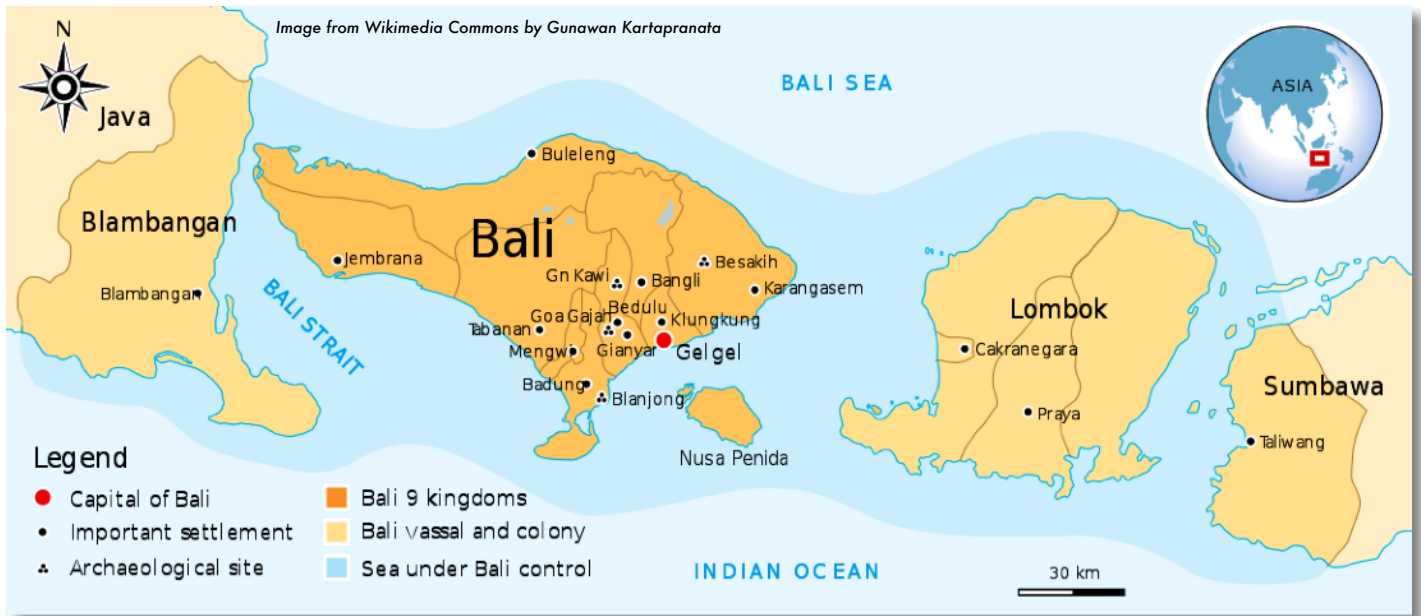 Image from Wikimedia Commons by Gunawan Kartapranata
N
BALI SEA
ASIA
Java
Buleleng
Blambangan
Bali
Jembrana
Besakih
Gn Kawi
Bangli
Karangasem
Blambangan
BALI STRAIT
Bedulu
Goa Gajah
Klungkung
Tabanan
Lombok
Mengwi
Gianyar
Gelgel
Cakranegara
Badung
Blanjong
Sumbawa
Praya
Taliwang
Nusa Penida
Legend
Capital of Bali
Bali 9 kingdoms
Important settlement
Bali vassal and colony
Archaeological site
Sea under Bali control
INDIAN OCEAN
30 km